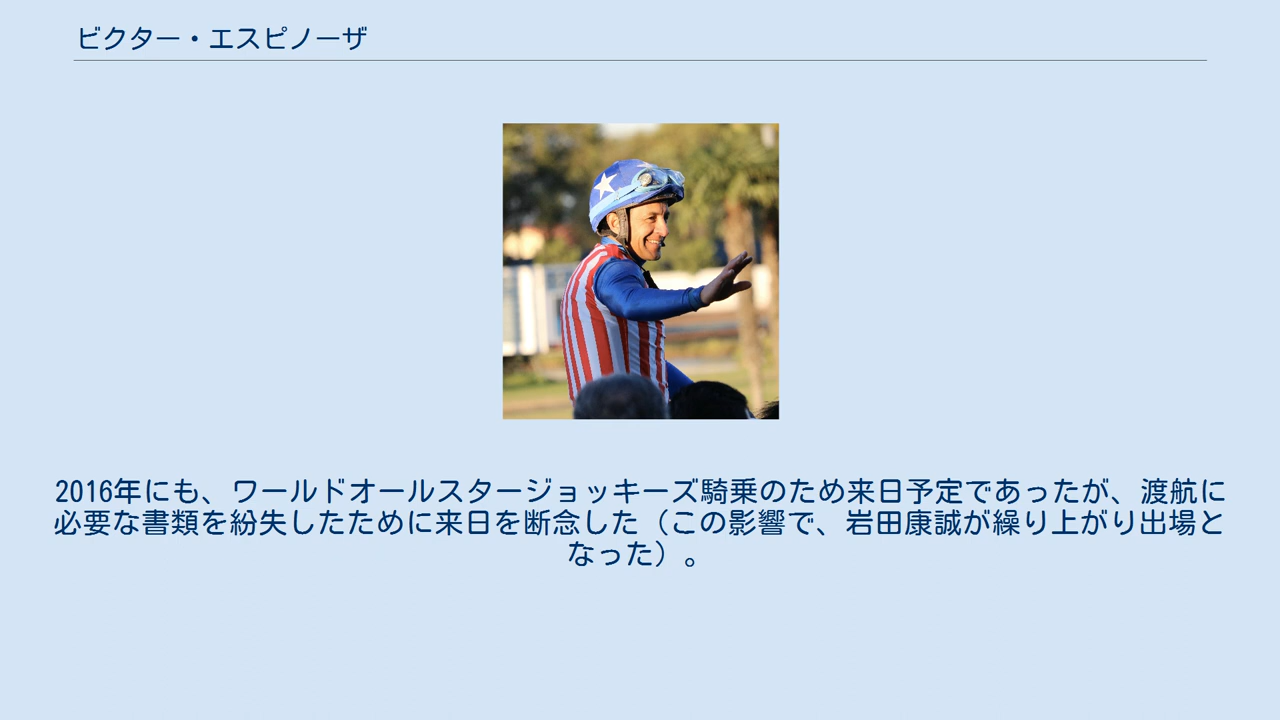 ビクター・エスピノーザ
2016年にも、ワールドオールスタージョッキーズ騎乗のため来日予定であったが、渡航に
必要な書類を紛失したために来日を断念した（この影響で、岩田康誠が繰り上がり出場と
なった）。